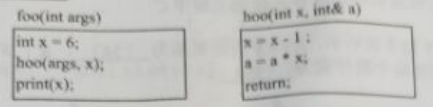 foo(int args)
int x = 6;
hoo(args, x);
print(x);
hoo(int x, int& a)
x = x - 1 ;
a = a * x;
return;